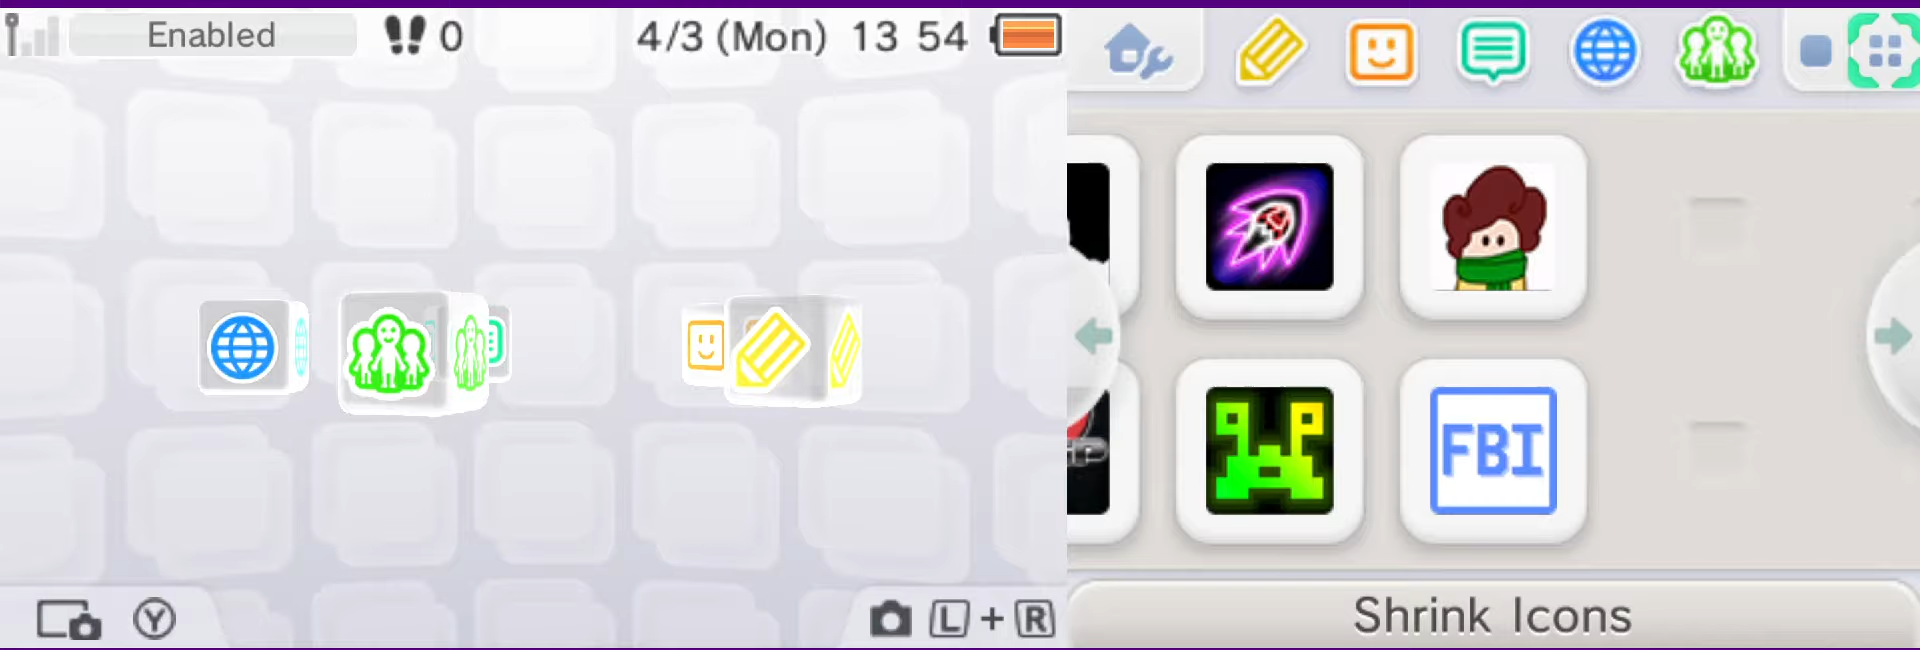 Enabled
0
4/3 (Mon) 13 54
Y
L + R
FBI
Shrink Icons